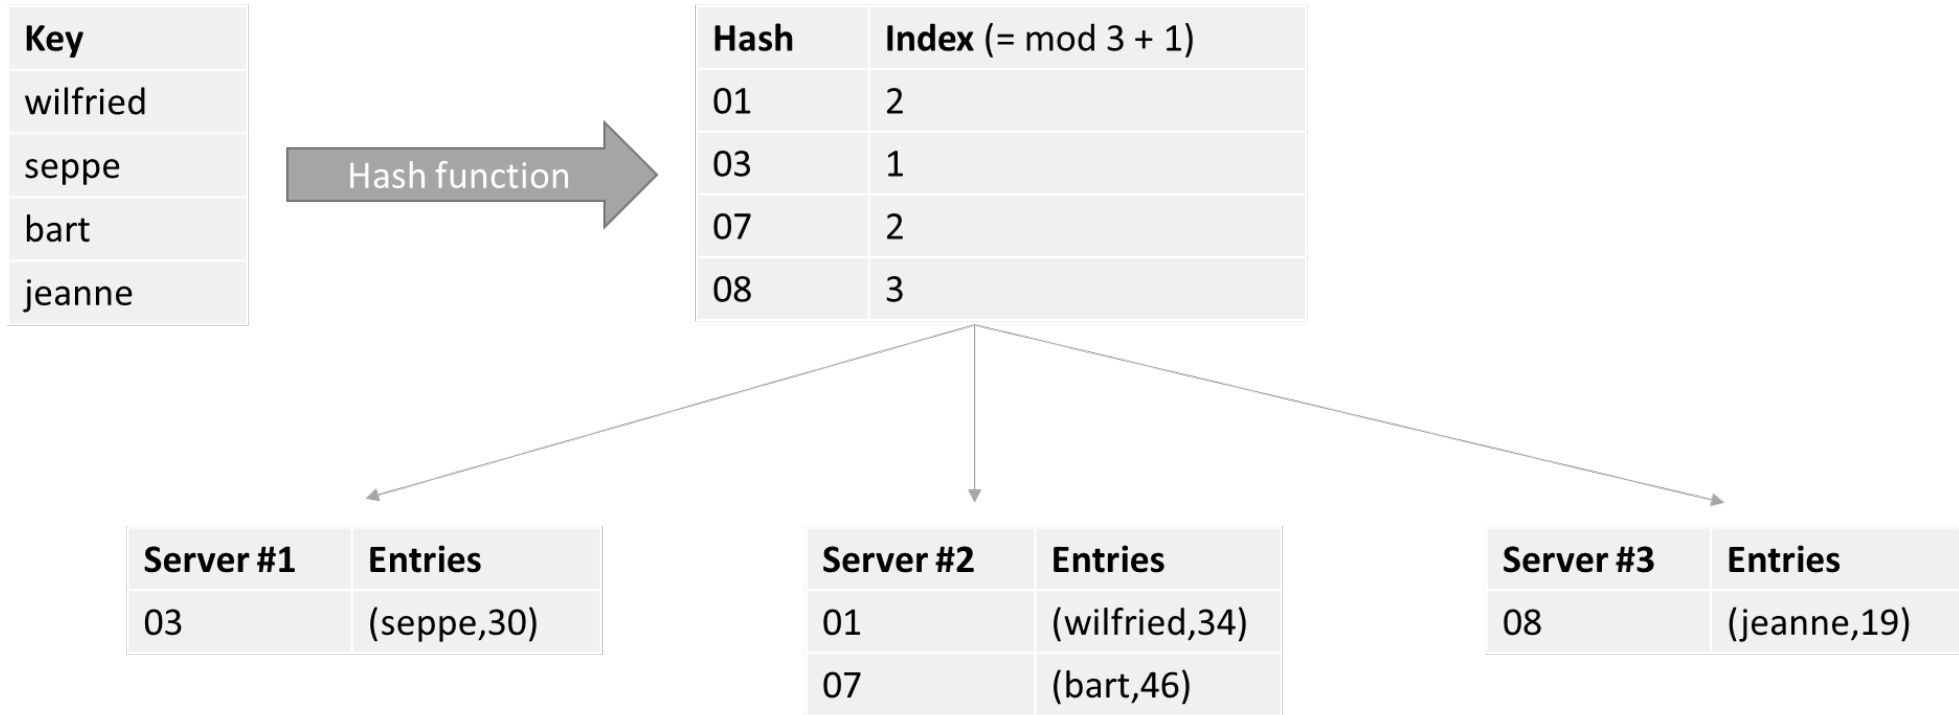 Key
wilfried
seppe
bart
jeanne
Hash function
Hash Index (= mod 3 + 1)
01 2
03 1
07 2
08 3
Server #1 Entries
03 (seppe,30)
Server #2 Entries
01 (wilfried,34)
07 (bart,46)
Server #3 Entries
08 (jeanne,19)